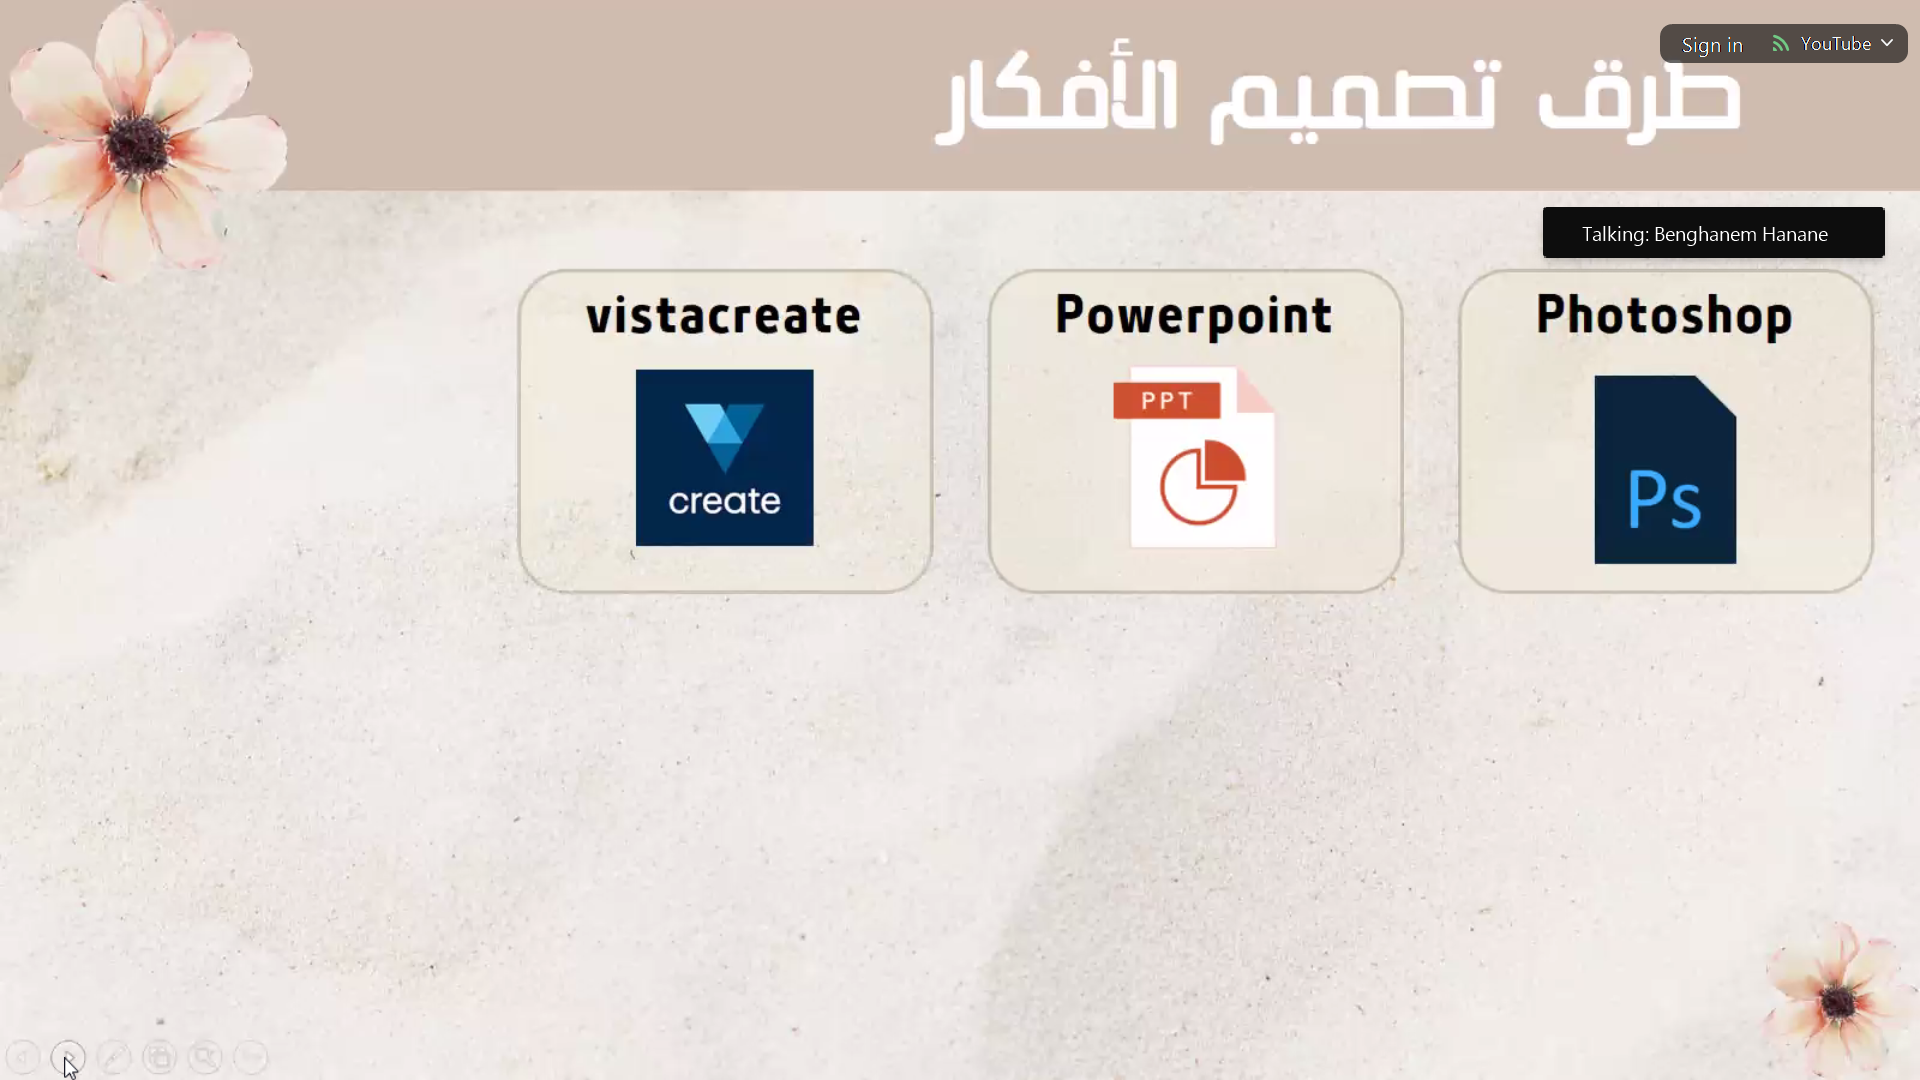 Sign in YouTube
طرق تصميم الأفكار
Talking: Benghanem Hanane
Photoshop
Powerpoint
vistacreate
Ps
PPT
create